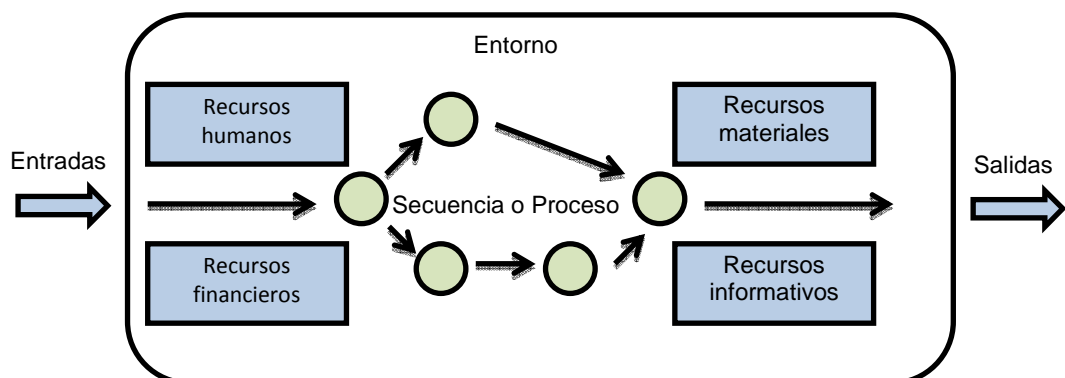 Entorno
Recursos
humanos
Recursos
materiales
Entradas
Salidas
Secuencia o Proceso
Recursos
financieros
Recursos
informativos